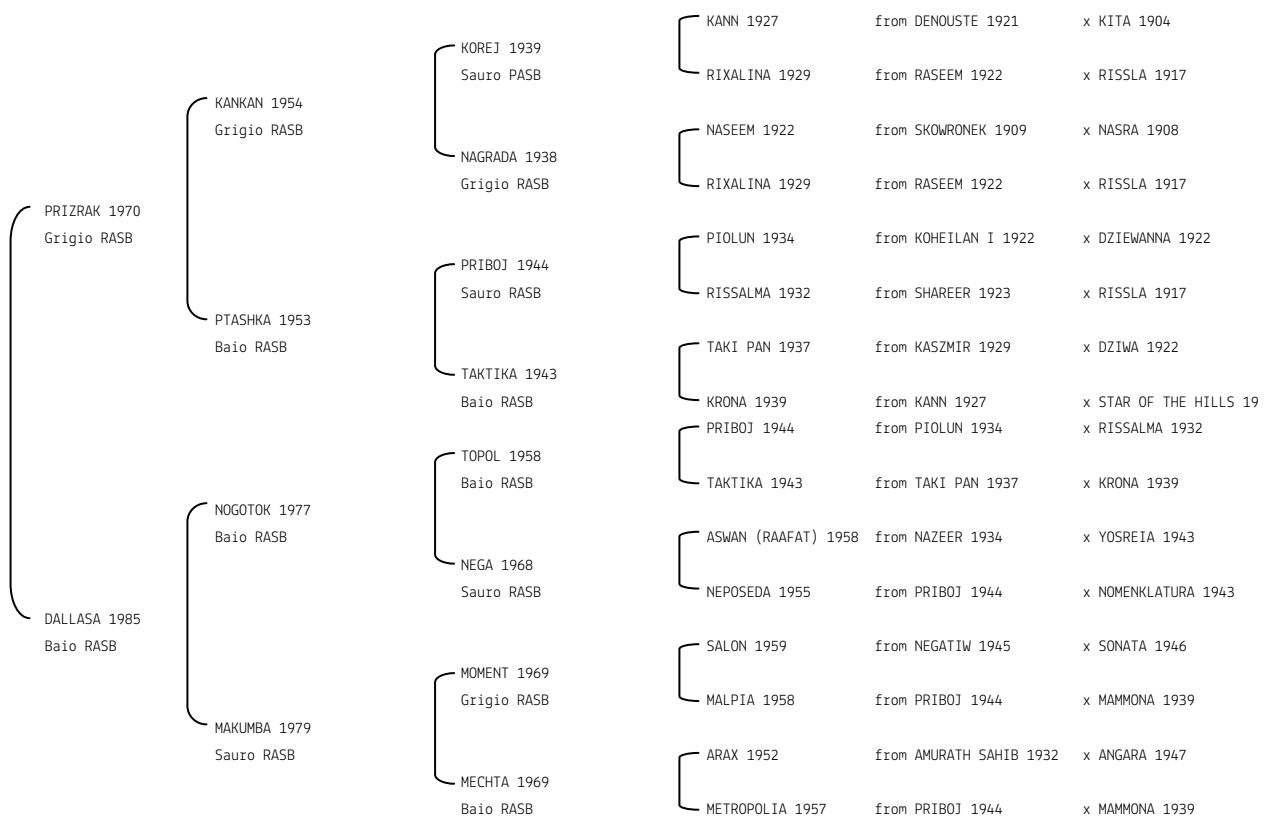 KANN 1927 from DENOUSTE 1921 x KITA 1904
KOREJ 1939
Sauro PASB RIXALINA 1929 from RASEEM 1922 x RISSLA 1917
KANKAN 1954
Grigio RASB NASEEM 1922 from SKOWRONEK 1909 x NASRA 1908
NAGRADA 1938
Grigio RASB RIXALINA 1929 from RASEEM 1922 x RISSLA 1917
PRIZRAK 1970
Grigio RASB PIOLUN 1934 from KOHEILAN I 1922 x DZIEWANNA 1922
PRIBOJ 1944
Sauro RASB RISSALMA 1932 from SHAREER 1923 x RISSLA 1917
PTASHKA 1953
Baio RASB TAKI PAN 1937 from KASZMIR 1929 x DZIWA 1922
TAKTIKA 1943
Baio RASB KRONA 1939 from KANN 1927 x STAR OF THE HILLS 19
PRIBOJ 1944 from PIOLUN 1934 x RISSALMA 1932
TOPOL 1958
Baio RASB TAKTIKA 1943 from TAKI PAN 1937 x KRONA 1939
NOGOTOK 1977
Baio RASB ASWAN (RAAFAT) 1958 from NAZEER 1934 x YOSREIA 1943
NEGA 1968
Sauro RASB NEPOSEDA 1955 from PRIBOJ 1944 x NOMENKLATURA 1943
DALLASA 1985
Baio RASB SALON 1959 from NEGATIW 1945 x SONATA 1946
MOMENT 1969
Grigio RASB MALPIA 1958 from PRIBOJ 1944 x MAMMONA 1939
MAKUMBA 1979
Sauro RASB ARAX 1952 from AMURATH SAHIB 1932 x ANGARA 1947
MECHTA 1969
Baio RASB METROPOLIA 1957 from PRIBOJ 1944 x MAMMONA 1939